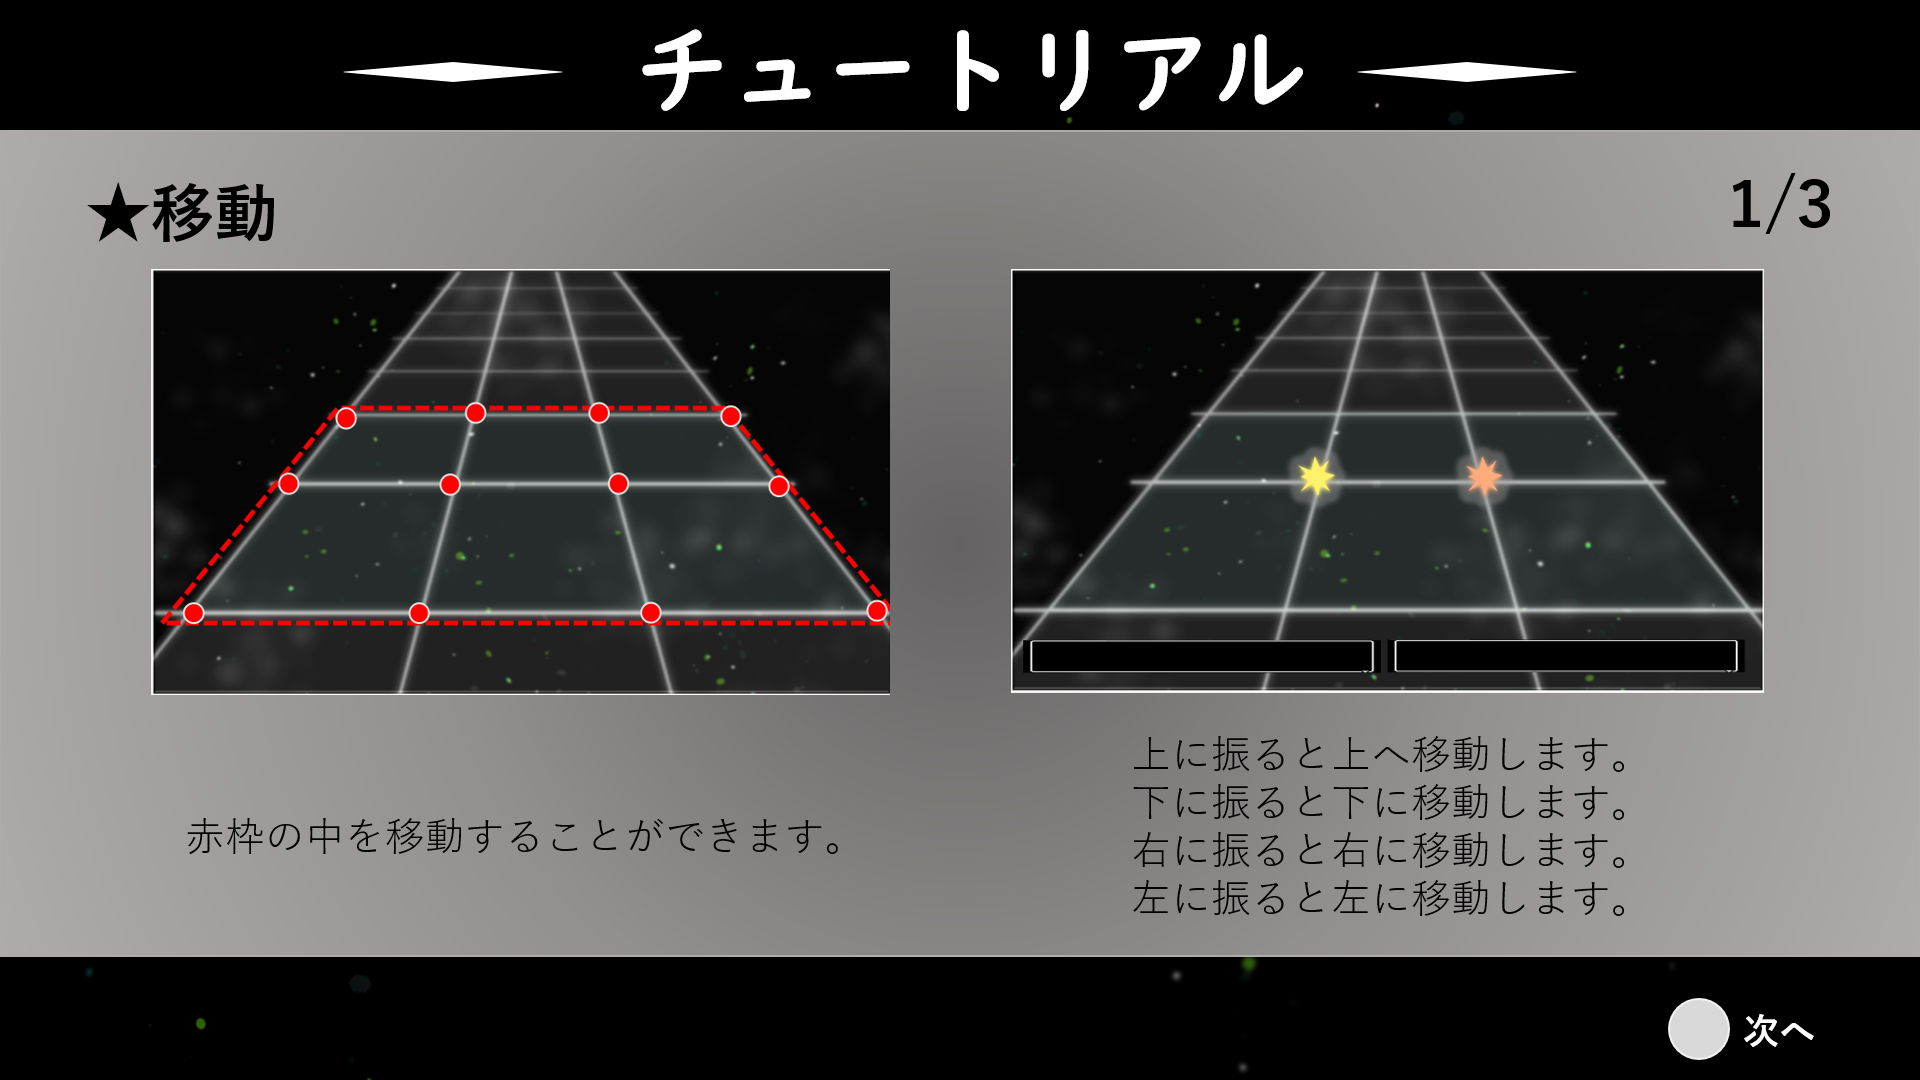 チュートリアル
★移動
1/3
赤枠の中を移動することができます。
上に振ると上へ移動します。
下に振ると下に移動します。
右に振ると右に移動します。
左に振ると左に移動します。
次へ